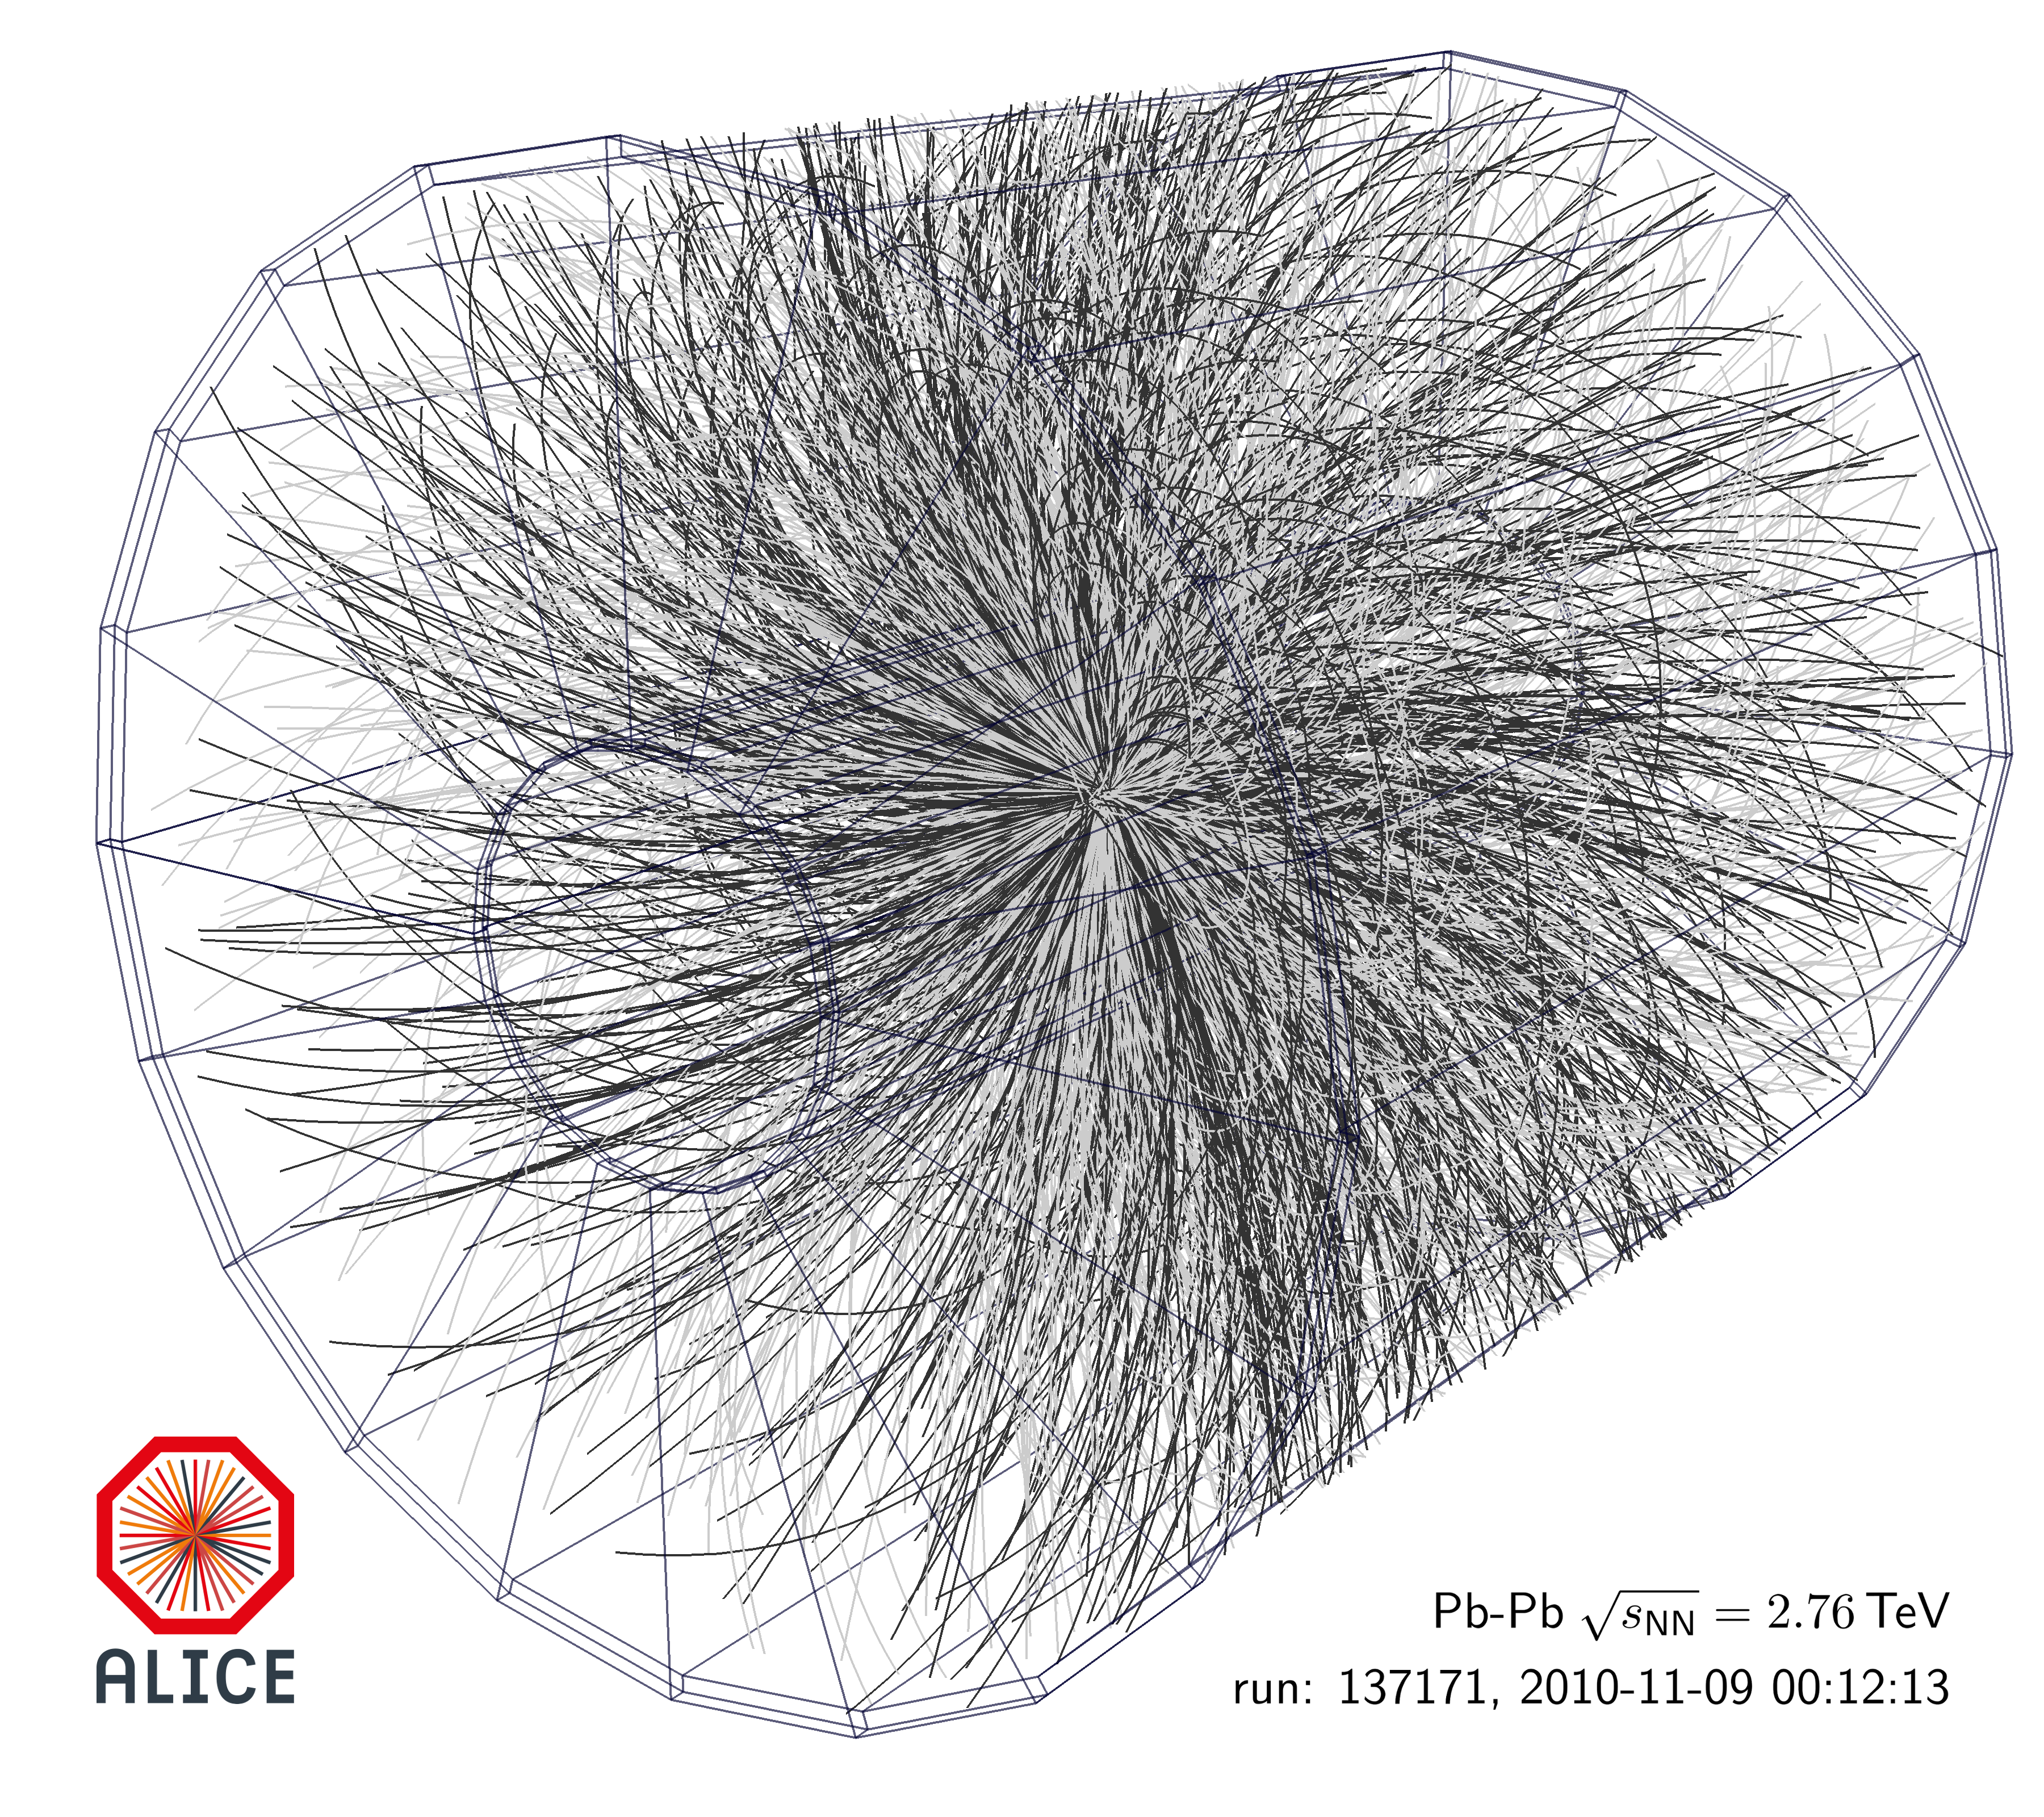 ALICE
Pb-Pb √sNN = 2.76 TeV
run: 137171, 2010-11-09 00:12:13